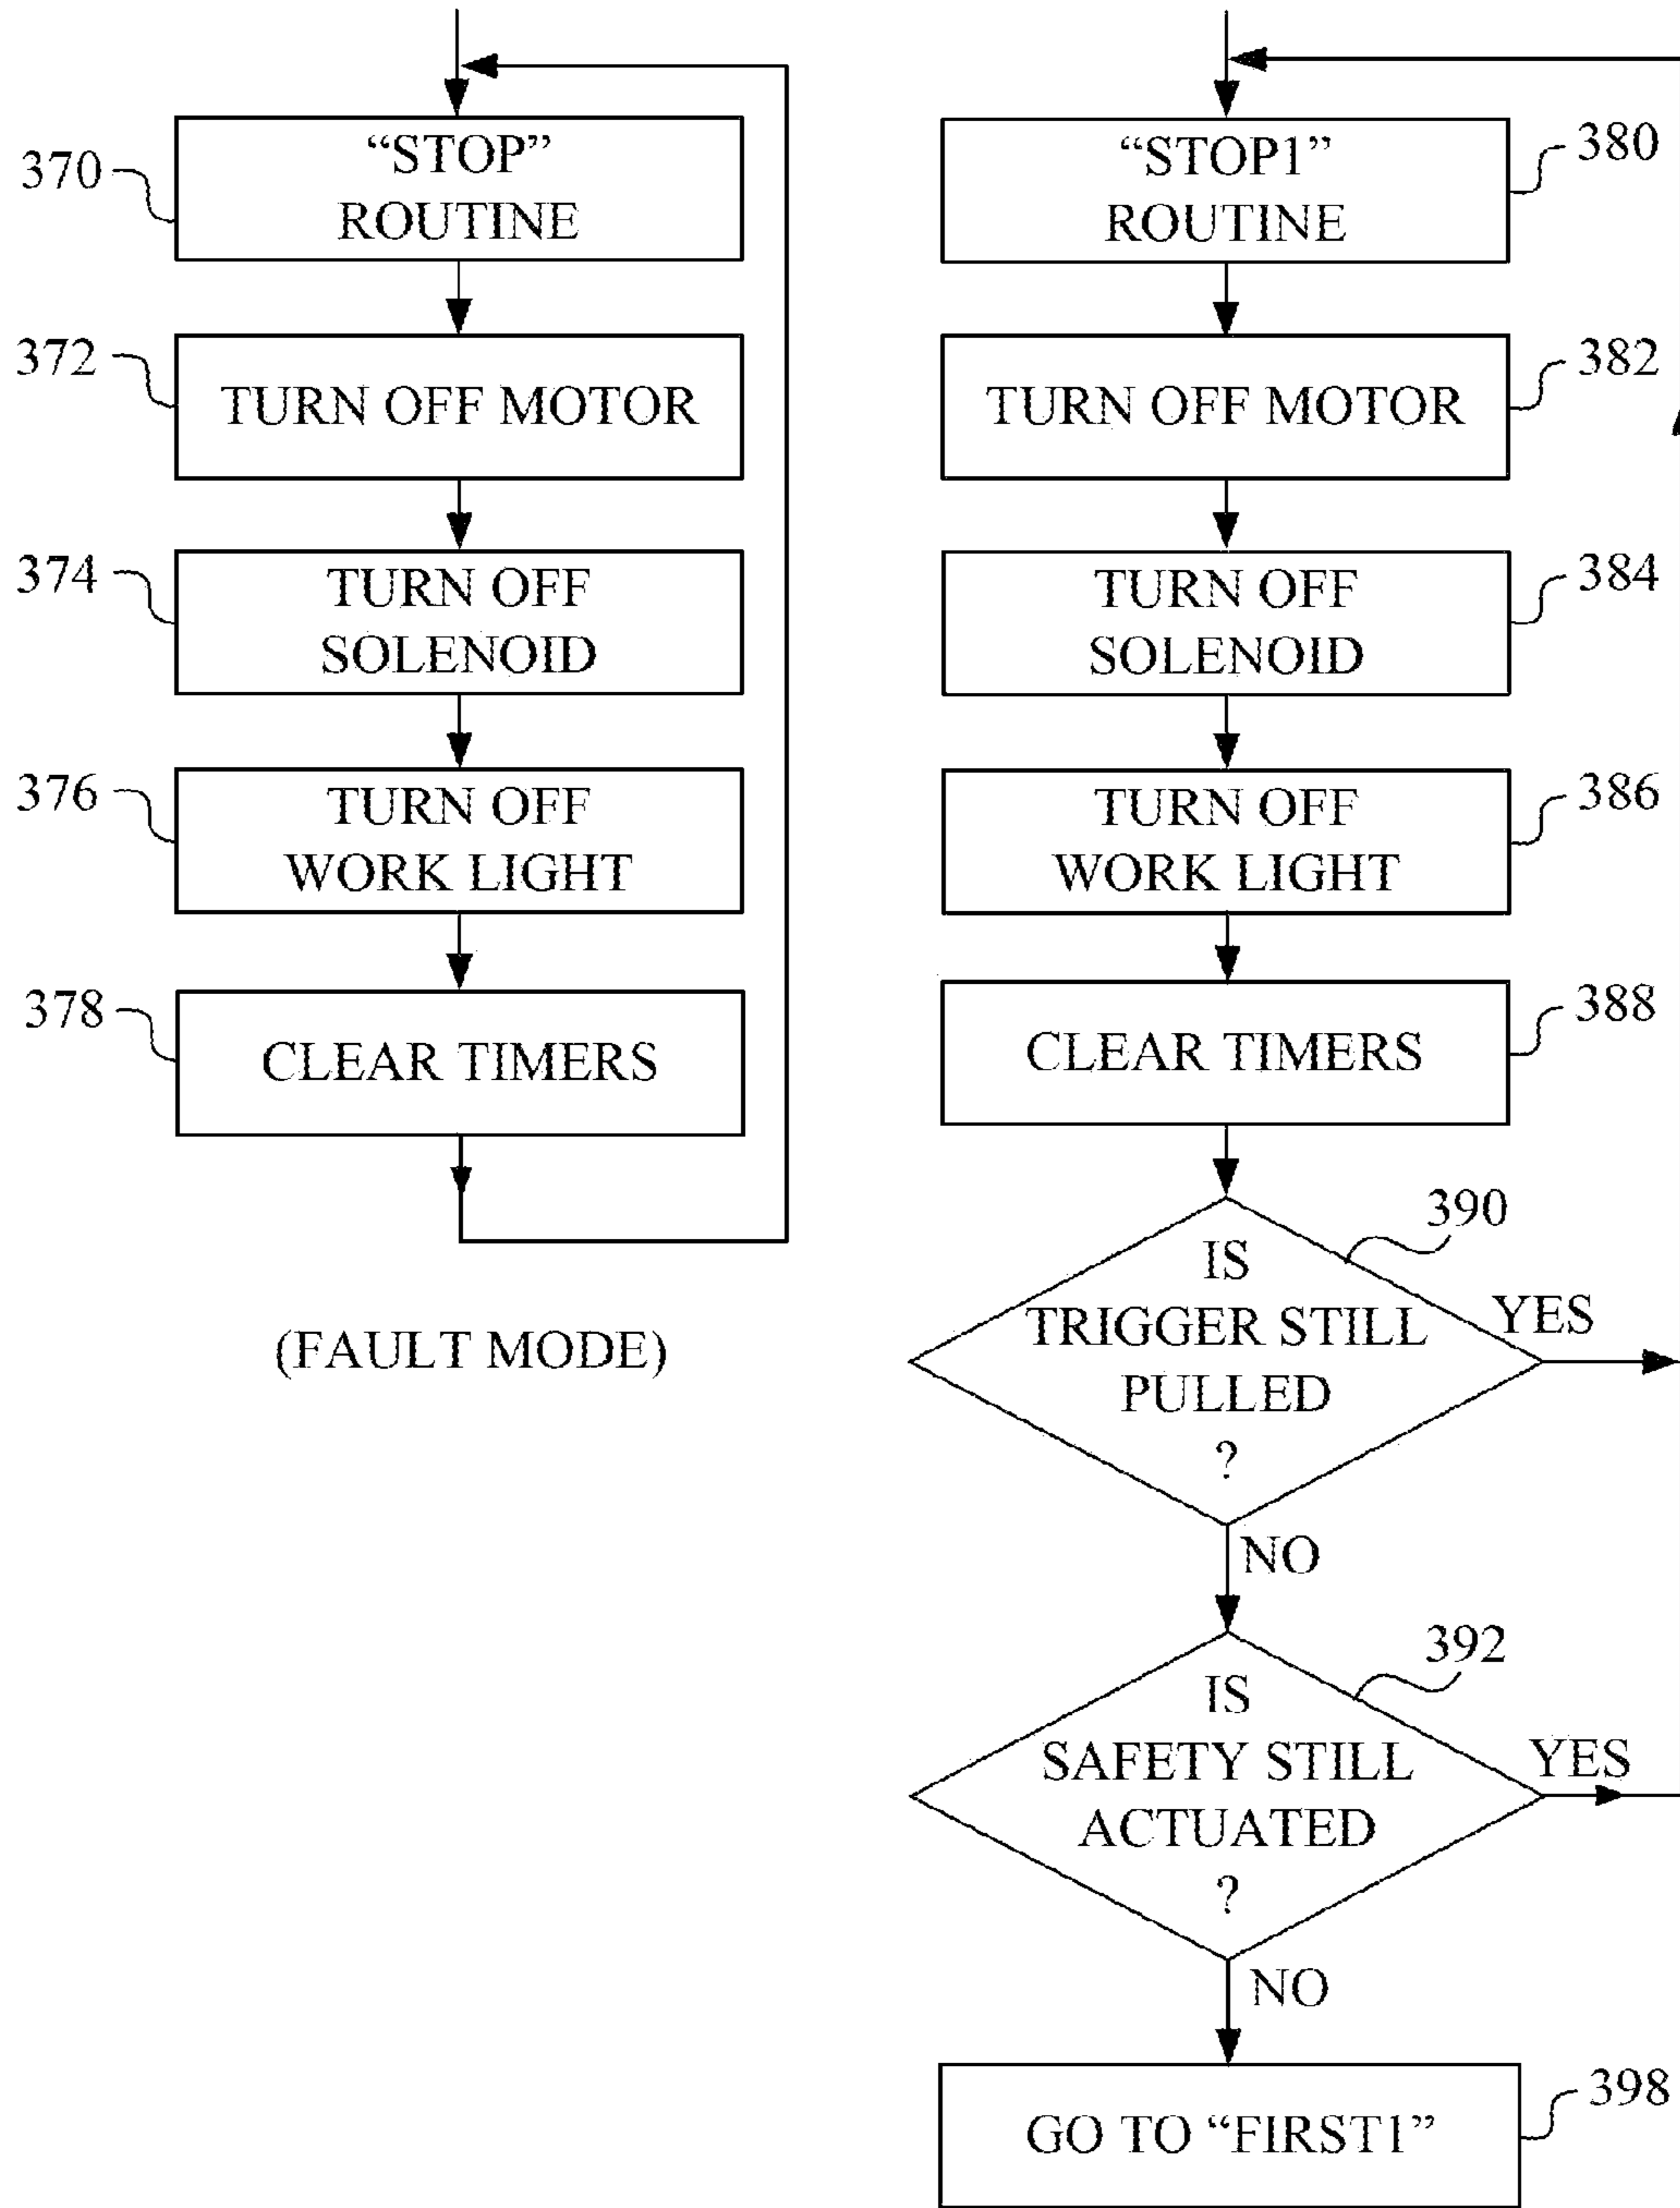 370
“STOP”
ROUTINE
372
TURN OFF MOTOR
374
TURN OFF
SOLENOID
376
TURN OFF
WORK LIGHT
378
CLEAR TIMERS
(FAULT MODE)
380
“STOP1”
ROUTINE
382
TURN OFF MOTOR
384
TURN OFF
SOLENOID
386
TURN OFF
WORK LIGHT
388
CLEAR TIMERS
390
IS
TRIGGER STILL
PULLED
?
YES
NO
392
IS
SAFETY STILL
ACTUATED
?
YES
NO
398
GO TO “FIRST1”